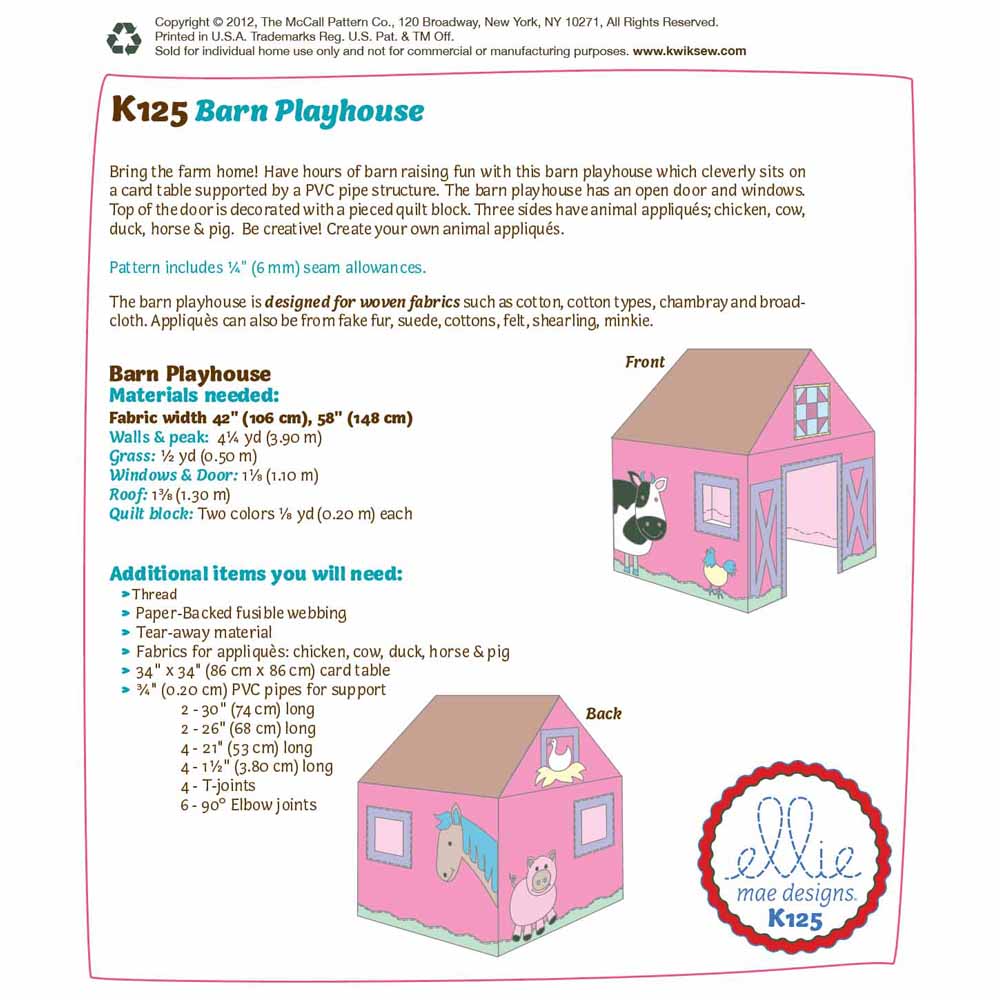 Copyright © 2012, The McCall Pattern Co., 120 Broadway, New York, NY 10271, All Rights Reserved.
Printed in U.S.A. Trademarks Reg. U.S. Pat. & TM Off.
Sold for individual home use only and not for commercial or manufacturing purposes. www.kwiksew.com
K125 Barn Playhouse
Bring the farm home! Have hours of barn raising fun with this barn playhouse which cleverly sits on
a card table supported by a PVC pipe structure. The barn playhouse has an open door and windows.
Top of the door is decorated with a pieced quilt block. Three sides have animal appliqués; chicken, cow,
duck, horse & pig. Be creative! Create your own animal appliqués.
Pattern includes ¼" (6 mm) seam allowances.
The barn playhouse is designed for woven fabrics such as cotton, cotton types, chambray and broad-
cloth. Appliquès can also be from fake fur, suede, cottons, felt, shearling, minkie.
Barn Playhouse
Materials needed:
Fabric width 42" (106 cm), 58" (148 cm)
Walls & peak: 4¼ yd (3.90 m)
Grass: ½ yd (0.50 m)
Windows & Door: 1⅛ (1.10 m)
Roof: 1⅜ (1.30 m)
Quilt block: Two colors ⅛ yd (0.20 m) each
Front
Additional items you will need:
➢ Thread
➢ Paper-Backed fusible webbing
➢ Tear-away material
➢ Fabrics for appliquès: chicken, cow, duck, horse & pig
➢ 34" x 34" (86 cm x 86 cm) card table
➢ ¾" (0.20 cm) PVC pipes for support
2 - 30" (74 cm) long
2 - 26" (68 cm) long
4 - 21" (53 cm) long
4 - 1½" (3.80 cm) long
4 - T-joints
6 - 90° Elbow joints
Back
ellie
mae designs.
K125